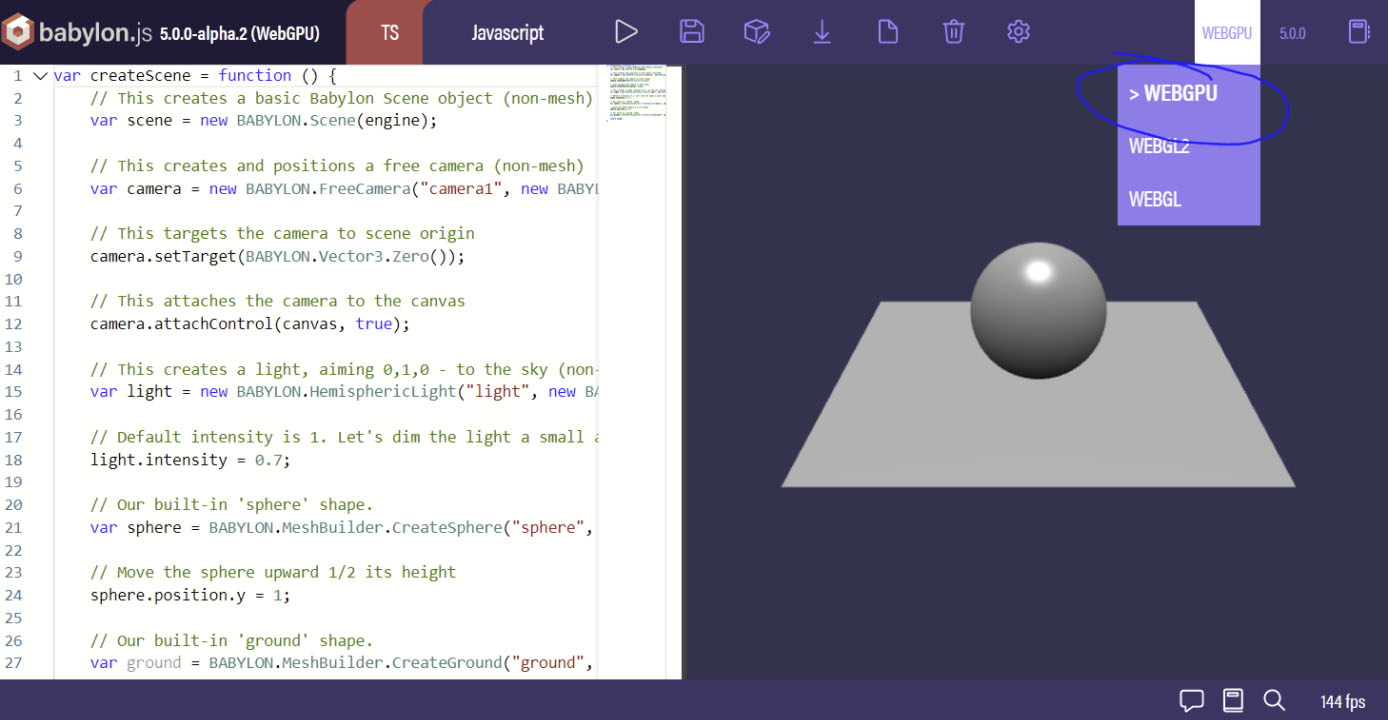 babylon.js 5.0.0-alpha.2 (WebGPU) TS Javascript WEBGPU 5.0.0
1 var createScene = function () {
2 // This creates a basic Babylon Scene object (non-mesh)
3 var scene = new BABYLON.Scene(engine);
4
5 // This creates and positions a free camera (non-mesh)
6 var camera = new BABYLON.FreeCamera("camera1", new BABYL
7
8 // This targets the camera to scene origin
9 camera.setTarget(BABYLON.Vector3.Zero());
10
11 // This attaches the camera to the canvas
12 camera.attachControl(canvas, true);
13
14 // This creates a light, aiming 0,1,0 - to the sky (non-
15 var light = new BABYLON.HemisphericLight("light", new BA
16
17 // Default intensity is 1. Let's dim the light a small a
18 light.intensity = 0.7;
19
20 // Our built-in 'sphere' shape.
21 var sphere = BABYLON.MeshBuilder.CreateSphere("sphere",
22
23 // Move the sphere upward 1/2 its height
24 sphere.position.y = 1;
25
26 // Our built-in 'ground' shape.
27 var ground = BABYLON.MeshBuilder.CreateGround("ground",
> WEBGPU
WEBGL2
WEBGL
144 fps